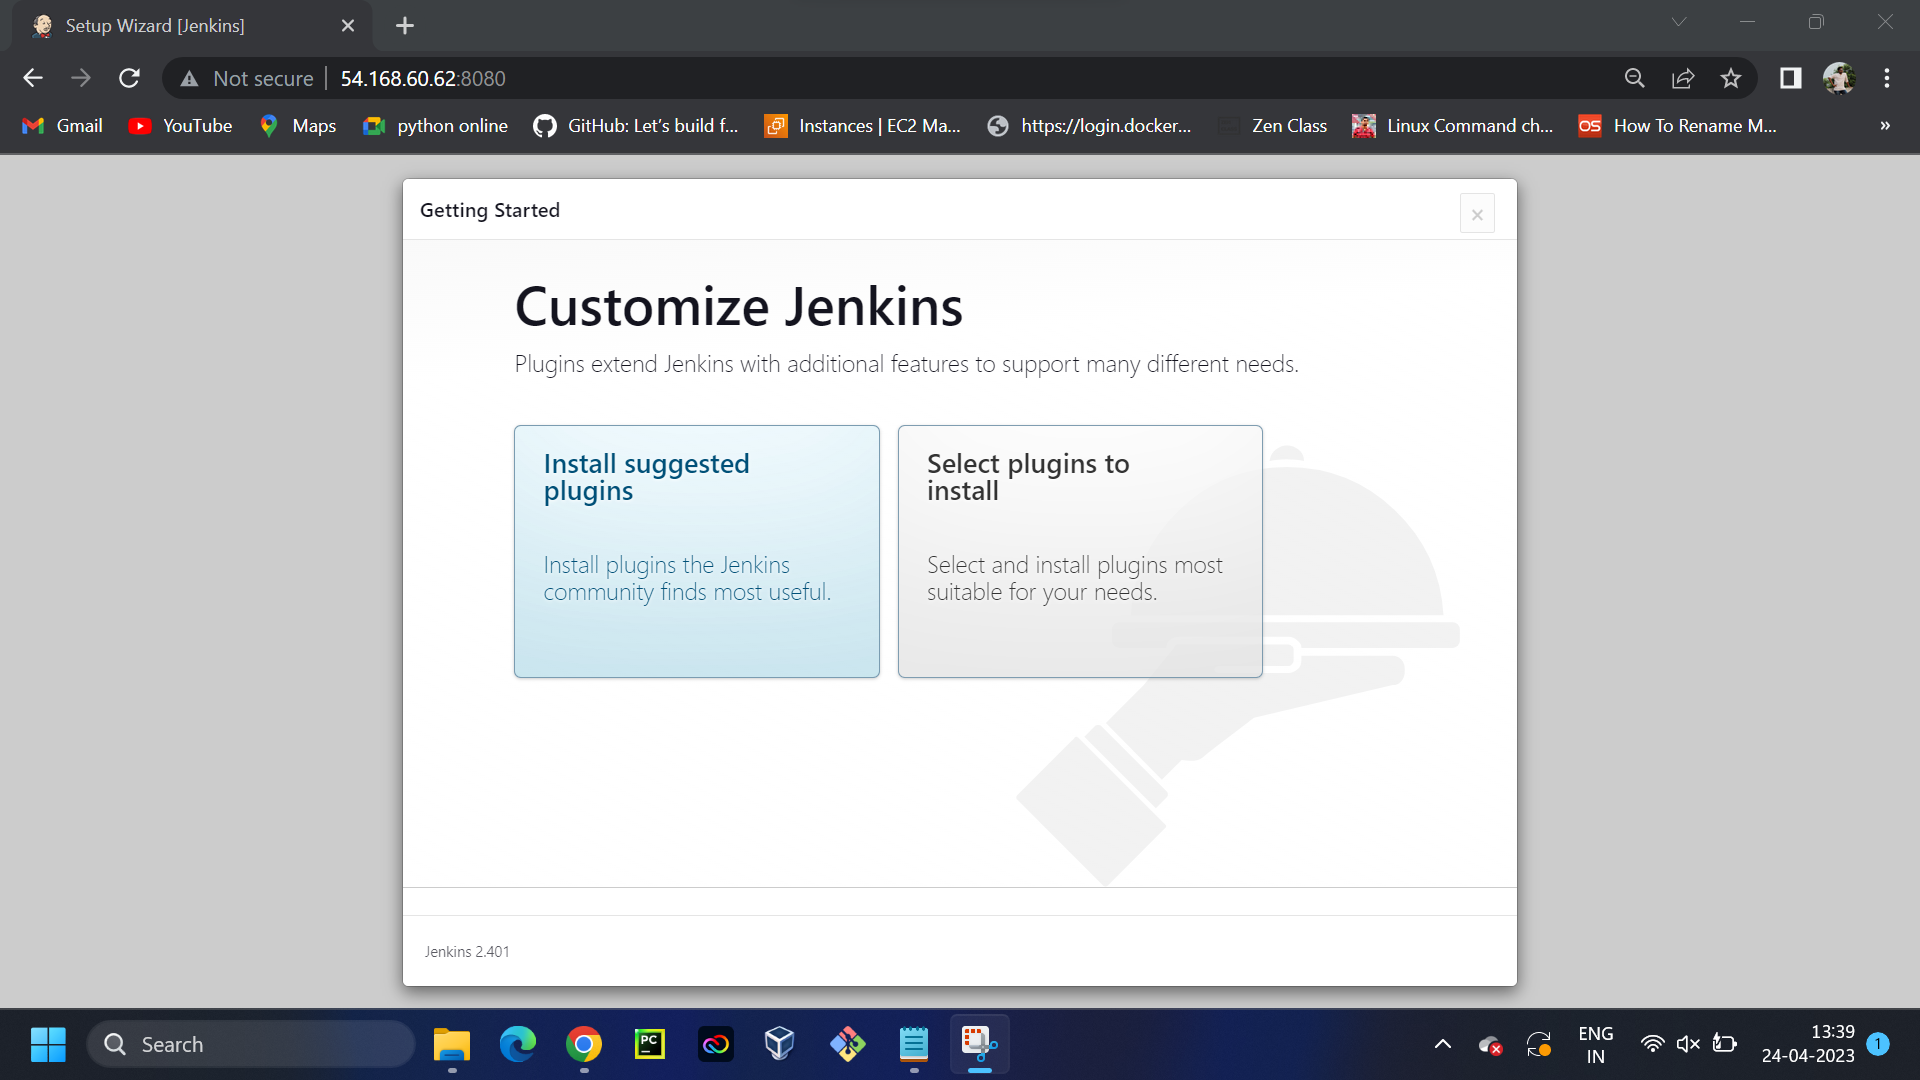 Setup Wizard [Jenkins]
Not secure 54.168.60.62:8080
Gmail YouTube Maps python online GitHub: Let's build f... Instances | EC2 Ma... https://login.docker... Zen Class Linux Command ch... OS How To Rename M... »
Getting Started
Customize Jenkins
Plugins extend Jenkins with additional features to support many different needs.
Install suggested
plugins
Install plugins the Jenkins
community finds most useful.
Select plugins to
install
Select and install plugins most
suitable for your needs.
Jenkins 2.401
Search
PC
ENG
IN
13:39
24-04-2023
1